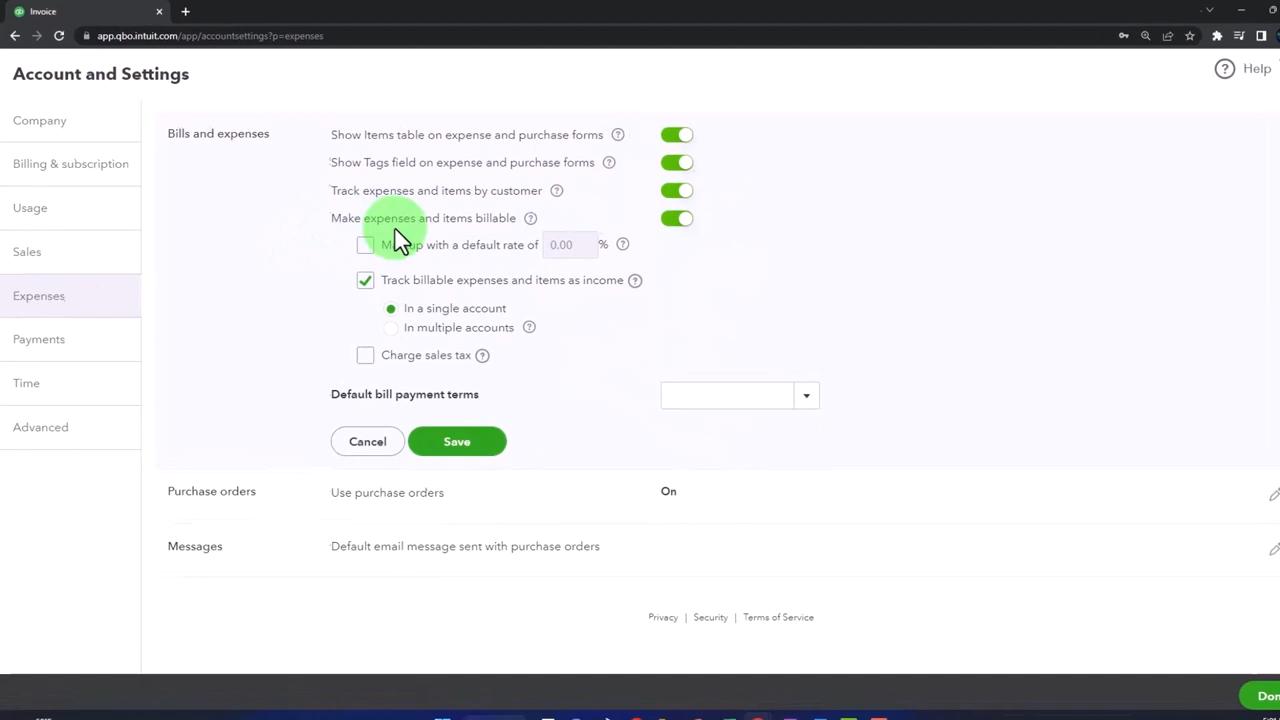 Invoice
app.qbo.intuit.com/app/accountsettings?p=expenses
Account and Settings
Help
Company
Billing & subscription
Usage
Sales
Expenses
Payments
Time
Advanced
Bills and expenses
Show Items table on expense and purchase forms
Show Tags field on expense and purchase forms
Track expenses and items by customer
Make expenses and items billable
with a default rate of 0.00 %
Track billable expenses and items as income
In a single account
In multiple accounts
Charge sales tax
Default bill payment terms
Cancel Save
Purchase orders Use purchase orders On
Messages Default email message sent with purchase orders
Privacy | Security | Terms of Service